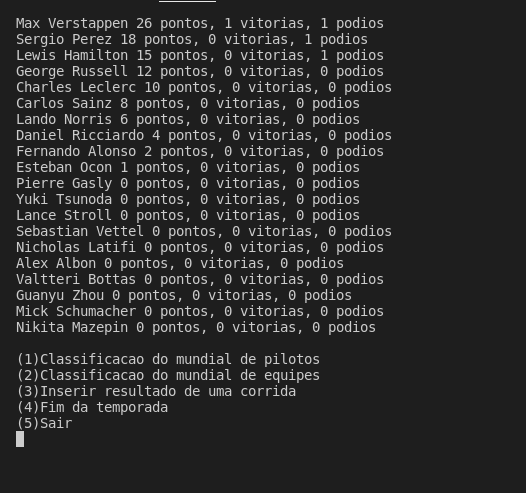 Max Verstappen 26 pontos, 1 vitorias, 1 podios
Sergio Perez 18 pontos, 0 vitorias, 1 podios
Lewis Hamilton 15 pontos, 0 vitorias, 1 podios
George Russell 12 pontos, 0 vitorias, 0 podios
Charles Leclerc 10 pontos, 0 vitorias, 0 podios
Carlos Sainz 8 pontos, 0 vitorias, 0 podios
Lando Norris 6 pontos, 0 vitorias, 0 podios
Daniel Ricciardo 4 pontos, 0 vitorias, 0 podios
Fernando Alonso 2 pontos, 0 vitorias, 0 podios
Esteban Ocon 1 pontos, 0 vitorias, 0 podios
Pierre Gasly 0 pontos, 0 vitorias, 0 podios
Yuki Tsunoda 0 pontos, 0 vitorias, 0 podios
Lance Stroll 0 pontos, 0 vitorias, 0 podios
Sebastian Vettel 0 pontos, 0 vitorias, 0 podios
Nicholas Latifi 0 pontos, 0 vitorias, 0 podios
Alex Albon 0 pontos, 0 vitorias, 0 podios
Valtteri Bottas 0 pontos, 0 vitorias, 0 podios
Guanyu Zhou 0 pontos, 0 vitorias, 0 podios
Mick Schumacher 0 pontos, 0 vitorias, 0 podios
Nikita Mazepin 0 pontos, 0 vitorias, 0 podios
(1)Classificacao do mundial de pilotos
(2)Classificacao do mundial de equipes
(3)Inserir resultado de uma corrida
(4)Fim da temporada
(5)Sair